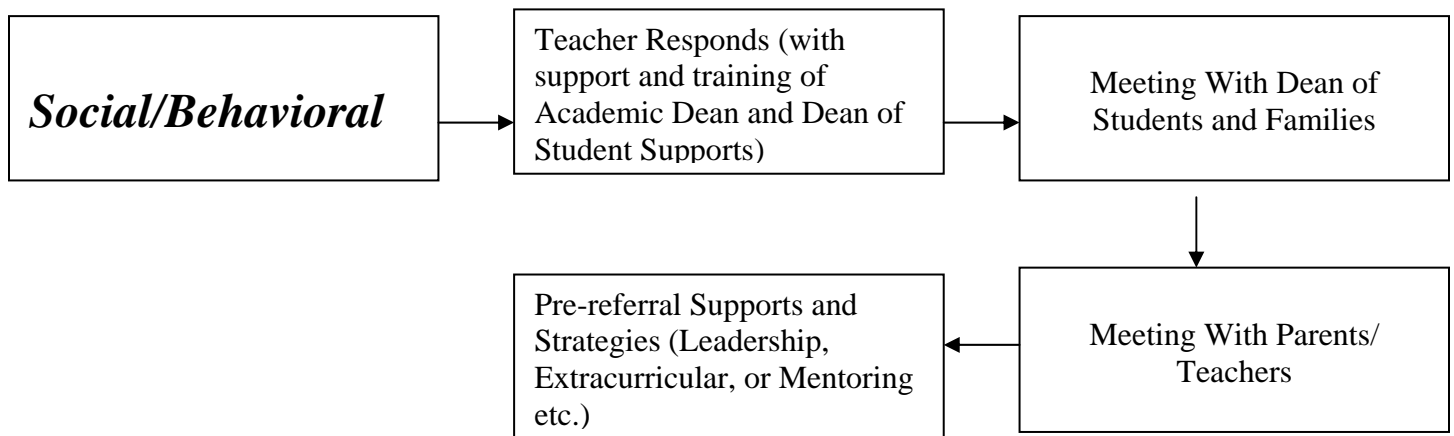 Social/Behavioral
Teacher Responds (with
support and training of
Academic Dean and Dean of
Student Supports)
Meeting With Dean of
Students and Families
Meeting With Parents/
Teachers
Pre-referral Supports and
Strategies (Leadership,
Extracurricular, or Mentoring
etc.)